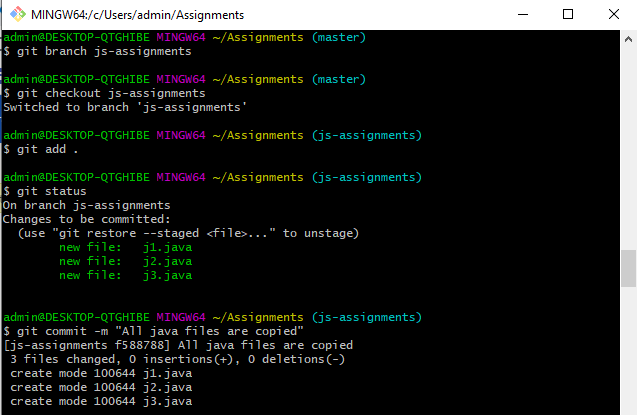 MINGW64:/c/Users/admin/Assignments
admin@DESKTOP-QTGHIBE MINGW64 ~/Assignments (master)
$ git branch js-assignments
admin@DESKTOP-QTGHIBE MINGW64 ~/Assignments (master)
$ git checkout js-assignments
Switched to branch 'js-assignments'
admin@DESKTOP-QTGHIBE MINGW64 ~/Assignments (js-assignments)
$ git add .
admin@DESKTOP-QTGHIBE MINGW64 ~/Assignments (js-assignments)
$ git status
On branch js-assignments
Changes to be committed:
  (use "git restore --staged <file>..." to unstage)
        new file:   j1.java
        new file:   j2.java
        new file:   j3.java
admin@DESKTOP-QTGHIBE MINGW64 ~/Assignments (js-assignments)
$ git commit -m "All java files are copied"
[js-assignments f588788] All java files are copied
 3 files changed, 0 insertions(+), 0 deletions(-)
 create mode 100644 j1.java
 create mode 100644 j2.java
 create mode 100644 j3.java